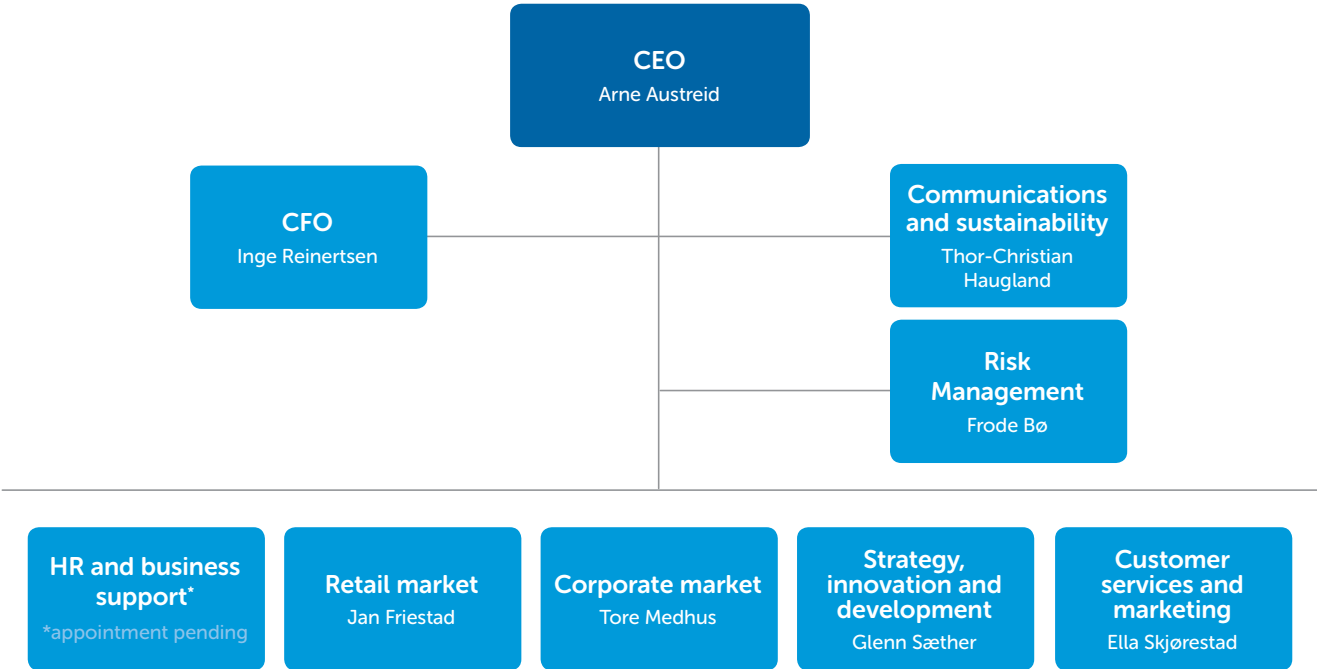 CEO
Arne Austreid
CFO
Inge Reinertsen
Communications
and sustainability
Thor-Christian
Haugland
Risk
Management
Frode Bø
HR and business
support*
*appointment pending
Retail market
Jan Friestad
Corporate market
Tore Medhus
Strategy,
innovation and
development
Glenn Sæther
Customer
services and
marketing
Ella Skjørestad